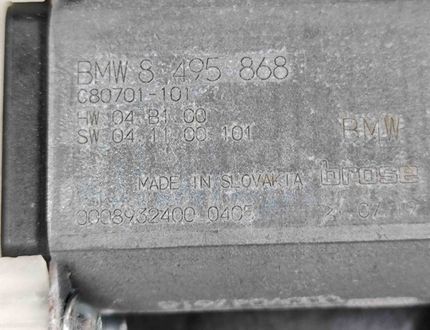 BMW 8 495 868
C80701-101
HW 04 B1 00
SW 04 11 00 101
BMW
MADE IN SLOVAKIA brose
0008932400 0405